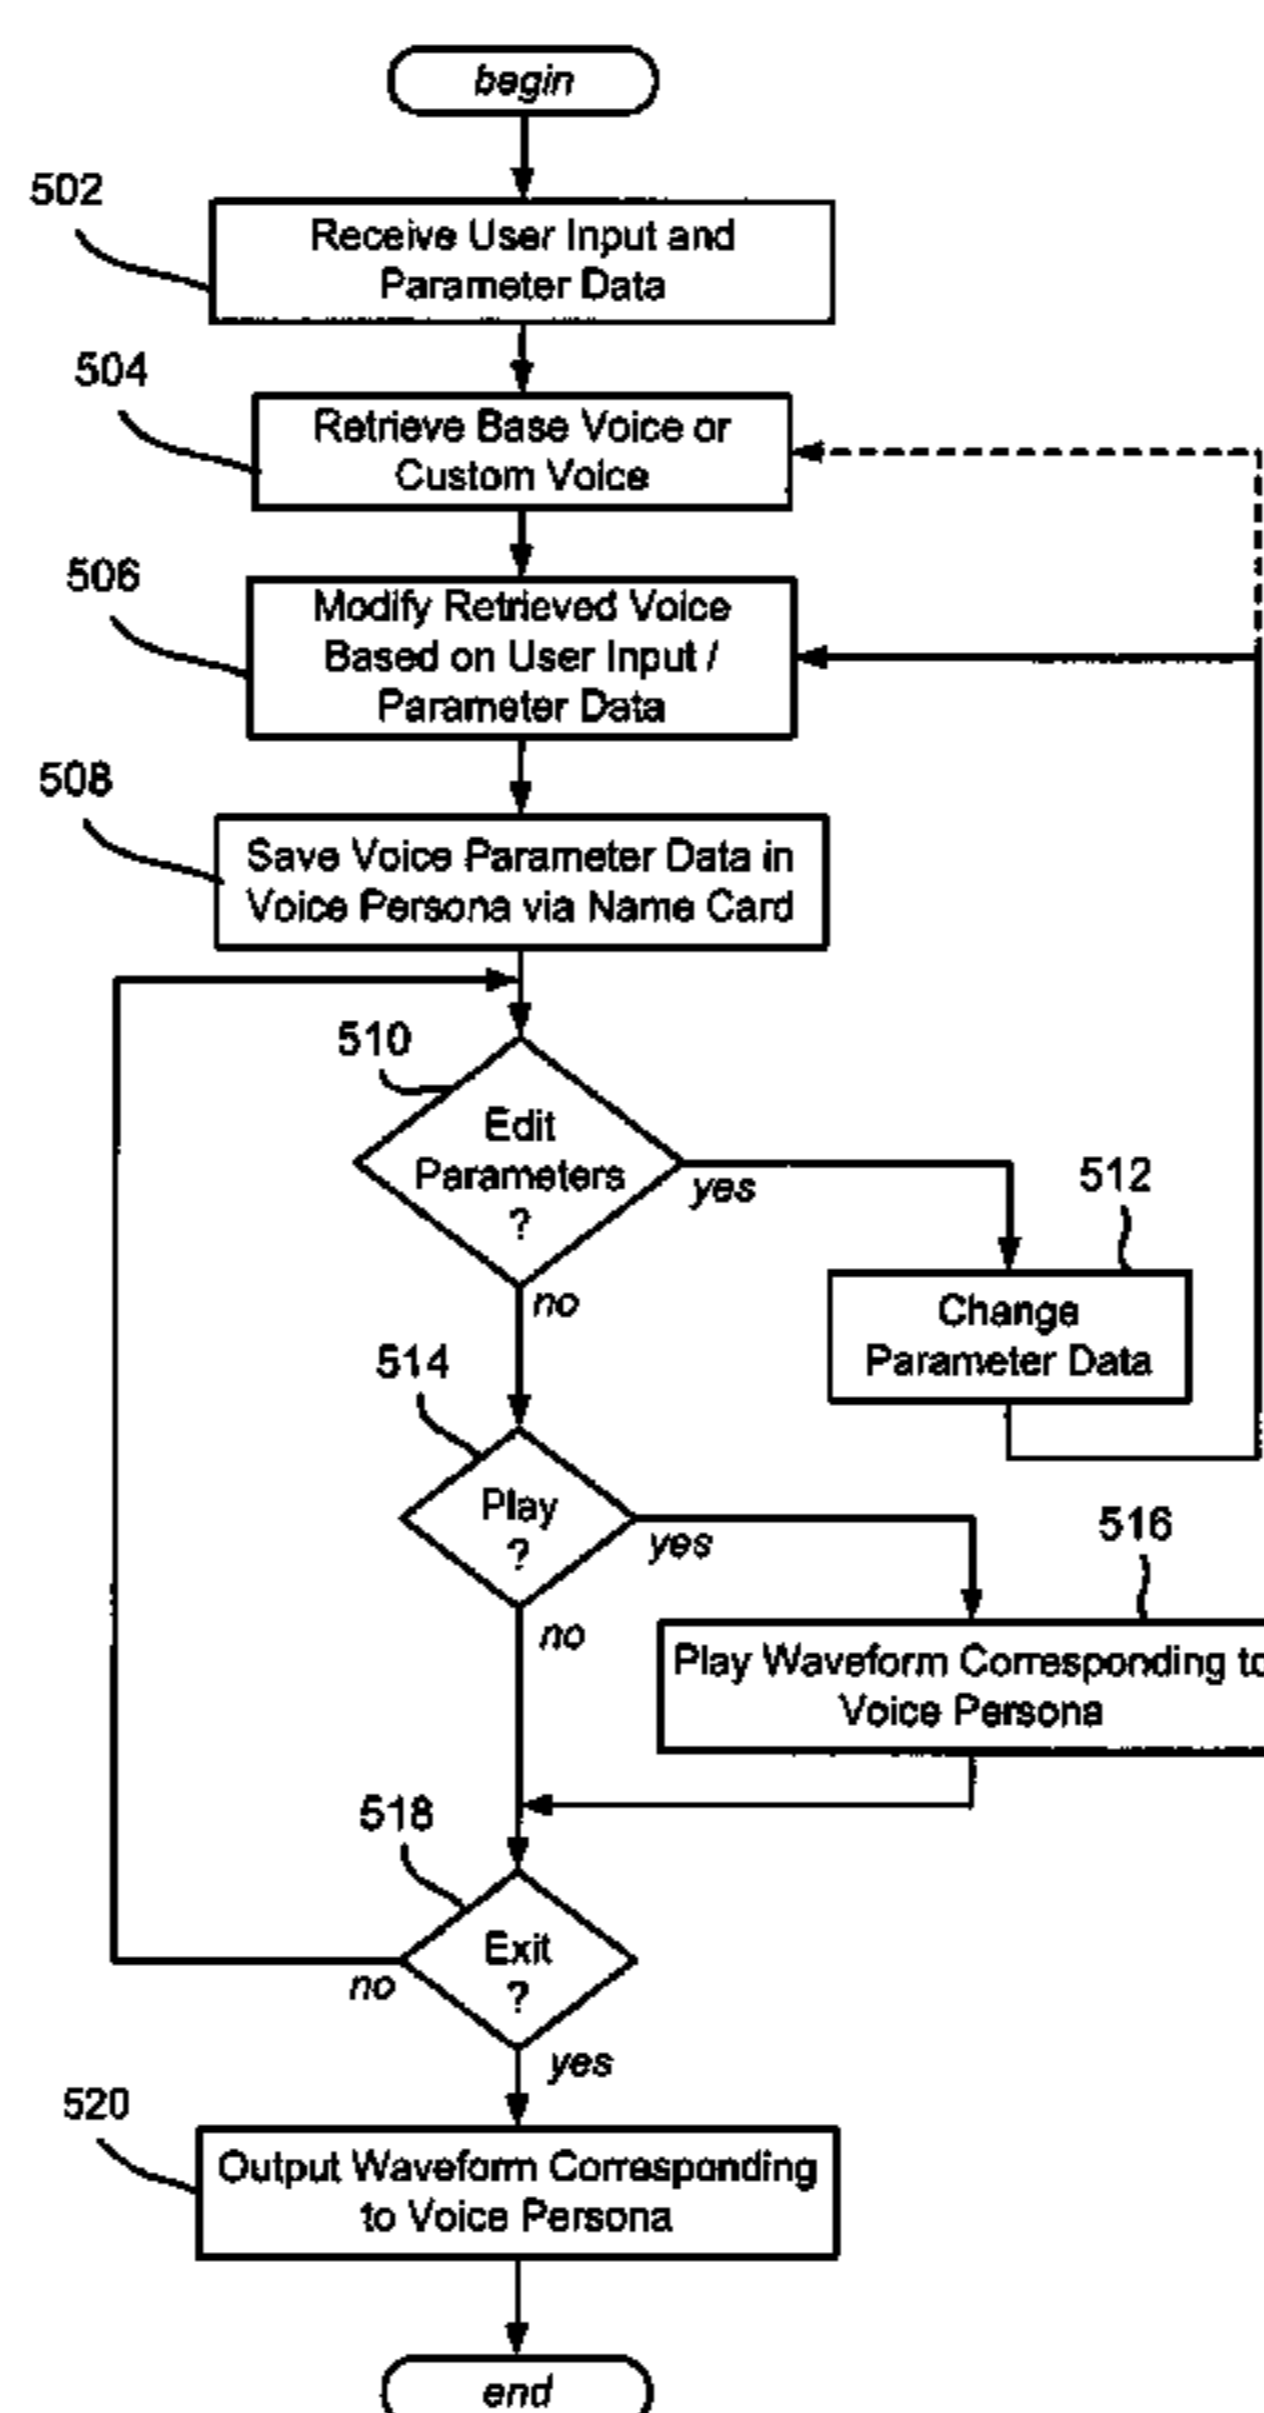 begin
502
Receive User Input and
Parameter Data
504
Retrieve Base Voice or
Custom Voice
506
Modify Retrieved Voice
Based on User Input /
Parameter Data
508
Save Voice Parameter Data in
Voice Persona via Name Card
510
Edit
Parameters
?
yes
no
512
Change
Parameter Data
514
Play
?
yes
no
516
Play Waveform Corresponding to
Voice Persona
518
Exit
?
no
yes
520
Output Waveform Corresponding
to Voice Persona
end